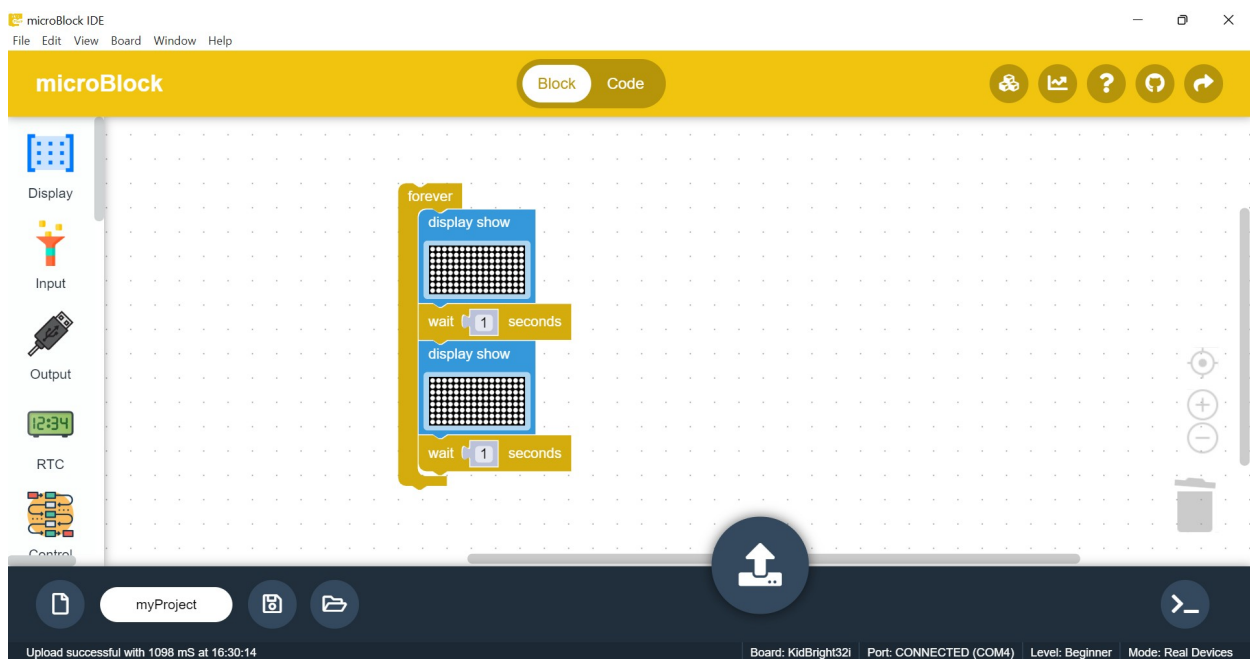 microBlock IDE
File Edit View Board Window Help
microBlock
Block Code
?
Display
Input
Output
12:34
RTC
Control
forever
display show
wait 1 seconds
display show
wait 1 seconds
myProject
Upload successful with 1098 mS at 16:30:14
Board: KidBright32i Port: CONNECTED (COM4) Level: Beginner Mode: Real Devices